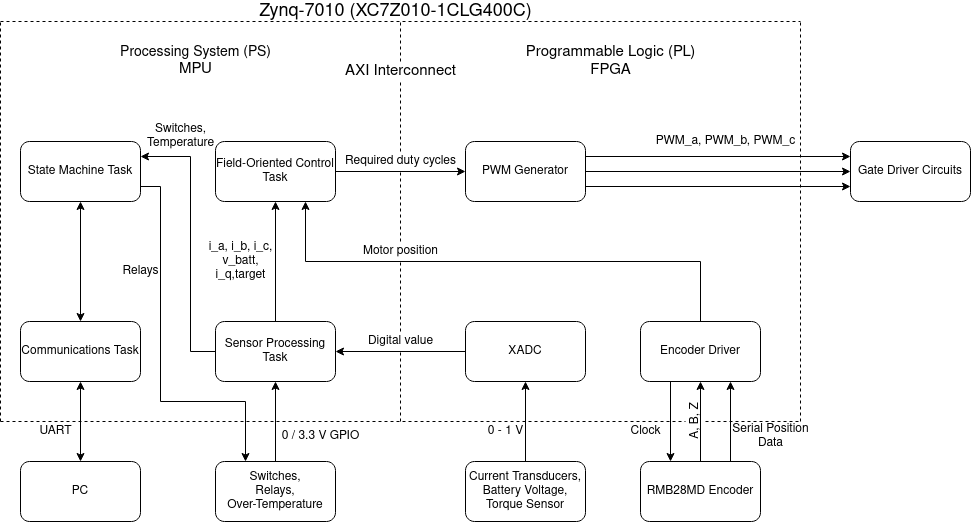 Zynq-7010 (XC7Z010-1CLG400C)
Processing System (PS)
MPU
AXI Interconnect
Programmable Logic (PL)
FPGA
Switches,
Temperature
State Machine Task
Field-Oriented Control
Task
Required duty cycles
PWM Generator
PWM_a, PWM_b, PWM_c
Gate Driver Circuits
Relays
i_a, i_b, i_c,
v_batt,
i_q,target
Motor position
Communications Task
Sensor Processing
Task
Digital value
XADC
Encoder Driver
UART
0 / 3.3 V GPIO
0 - 1 V
Clock
A, B, Z
Serial Position
Data
PC
Switches,
Relays,
Over-Temperature
Current Transducers,
Battery Voltage,
Torque Sensor
RMB28MD Encoder